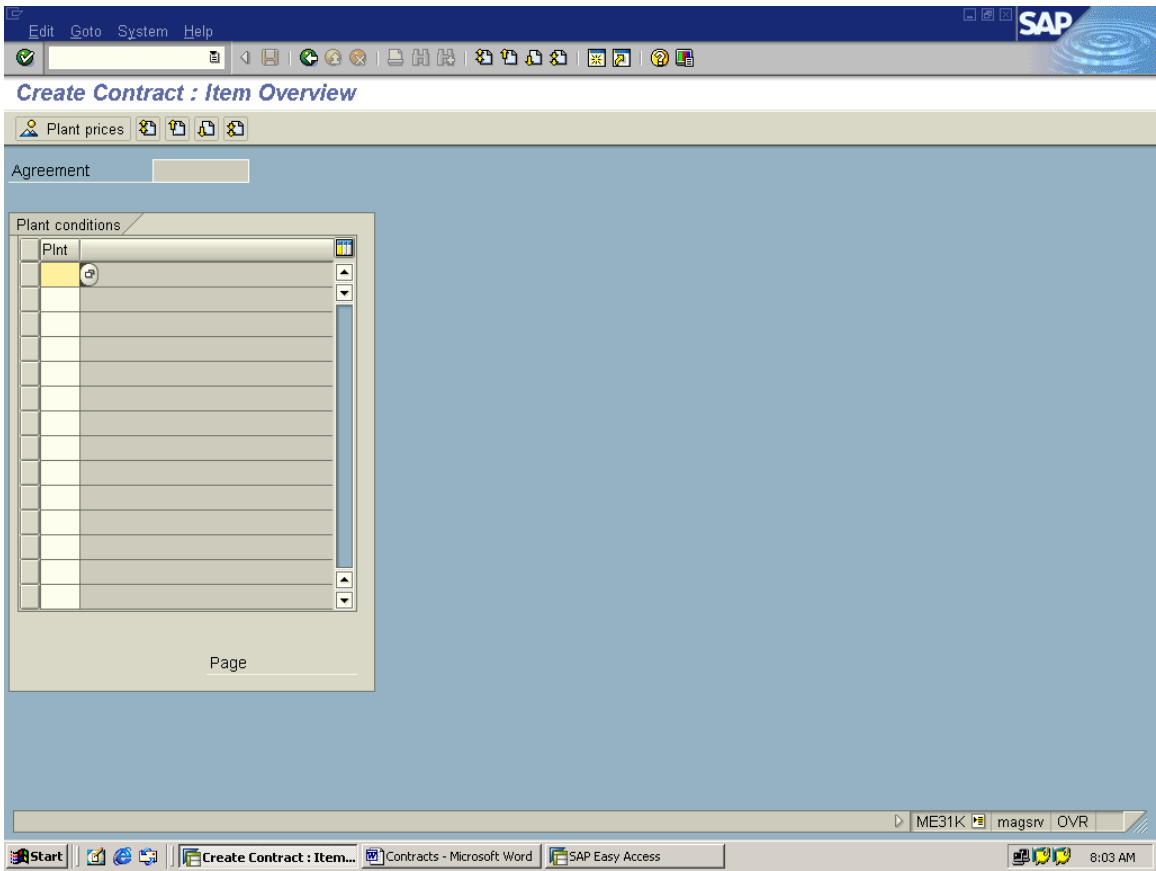 Edit Goto System Help
SAP
Create Contract : Item Overview
Plant prices
Agreement
Plant conditions
Plnt
Page
ME31K magsrv OVR
Start Create Contract : Item... Contracts - Microsoft Word SAP Easy Access 8:03 AM